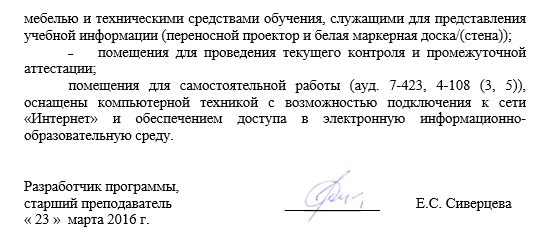 мебелью и техническими средствами обучения, служащими для представления
учебной информации (переносной проектор и белая маркерная доска/(стена));
– помещения для проведения текущего контроля и промежуточной
аттестации;
помещения для самостоятельной работы (ауд. 7-423, 4-108 (3, 5)),
оснащены компьютерной техникой с возможностью подключения к сети
«Интернет» и обеспечением доступа в электронную информационно-
образовательную среду.
Разработчик программы,
старший преподаватель ____________ Е.С. Сиверцева
« 23 » марта 2016 г.